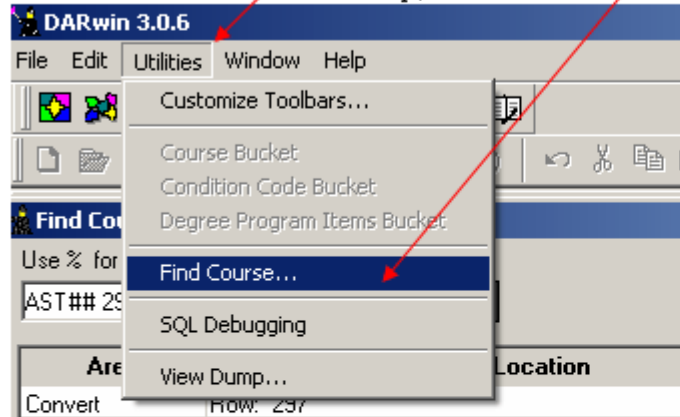 DARwin 3.0.6
File Edit Utilities Window Help
Customize Toolbars...
Course Bucket
Condition Code Bucket
Degree Program Items Bucket
Find Course...
SQL Debugging
View Dump...
Find Cou
Use % for
AST## 29
Are Location
Convert Row: 297